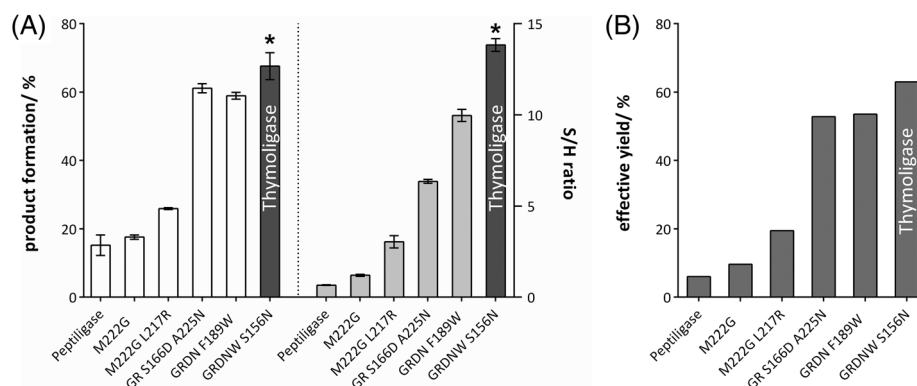 (A)
product formation/ %
80
60
40
20
0
*
Thymoligase
Peptiligase
M222G
M222G L217R
GR S166D A225N
GRDN F189W
GRDNW S156N
*
Thymoligase
Peptiligase
M222G
M222G L217R
GR S166D A225N
GRDN F189W
GRDNW S156N
15
10
5
0
S/H ratio
(B)
effective yield/ %
80
60
40
20
0
Thymoligase
Peptiligase
M222G
M222G L217R
GR S166D A225N
GRDN F189W
GRDNW S156N